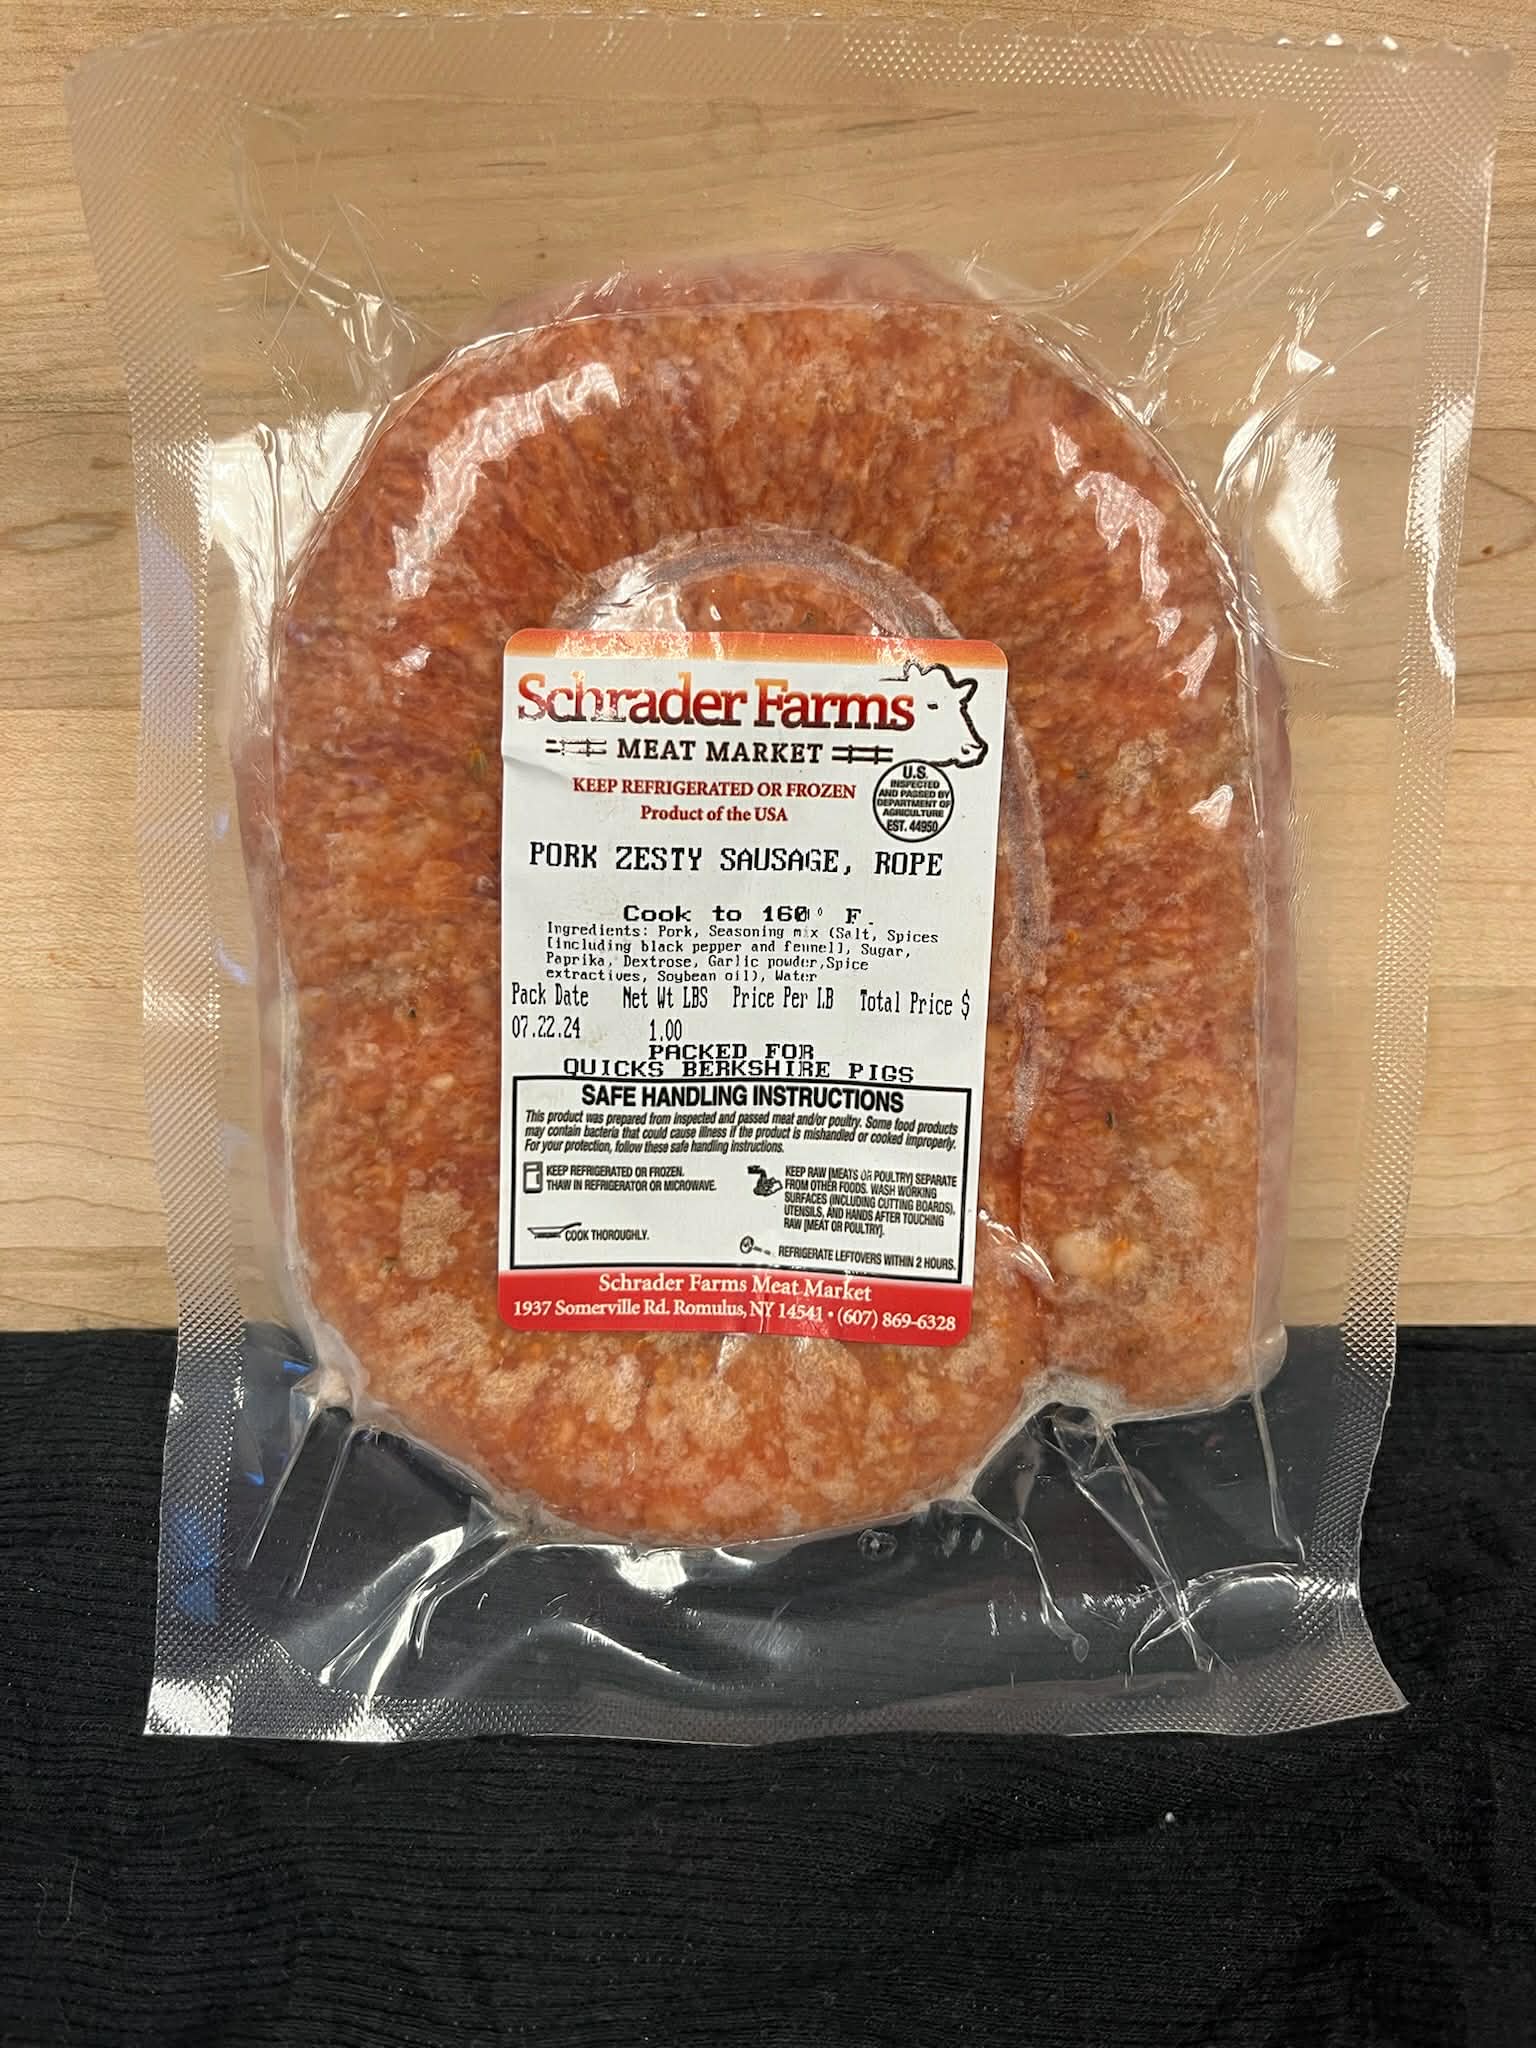 Schrader Farms
MEAT MARKET
KEEP REFRIGERATED OR FROZEN
Product of the USA
U.S.
INSPECTED
AND PASSED BY
DEPARTMENT OF
AGRICULTURE
EST. 44950
PORK ZESTY SAUSAGE, ROPE
Cook to 160° F.
Ingredients: Pork, Seasoning mix (Salt, Spices
[including black pepper and fennel], Sugar,
Paprika, Dextrose, Garlic powder,Spice
extractives, Soybean oil), Water
Pack Date Net Wt LBS Price Per LB Total Price $
07.22.24 1.00
PACKED FOR
QUICKS BERKSHIRE PIGS
SAFE HANDLING INSTRUCTIONS
This product was prepared from inspected and passed meat and/or poultry. Some food products
may contain bacteria that could cause illness if the product is mishandled or cooked improperly.
For your protection, follow these safe handling instructions.
KEEP REFRIGERATED OR FROZEN.
THAW IN REFRIGERATOR OR MICROWAVE.
KEEP RAW [MEATS OR POULTRY] SEPARATE
FROM OTHER FOODS. WASH WORKING
SURFACES (INCLUDING CUTTING BOARDS),
UTENSILS, AND HANDS AFTER TOUCHING
RAW [MEAT OR POULTRY].
COOK THOROUGHLY.
REFRIGERATE LEFTOVERS WITHIN 2 HOURS.
Schrader Farms Meat Market
1937 Somerville Rd. Romulus, NY 14541 • (607) 869-6328